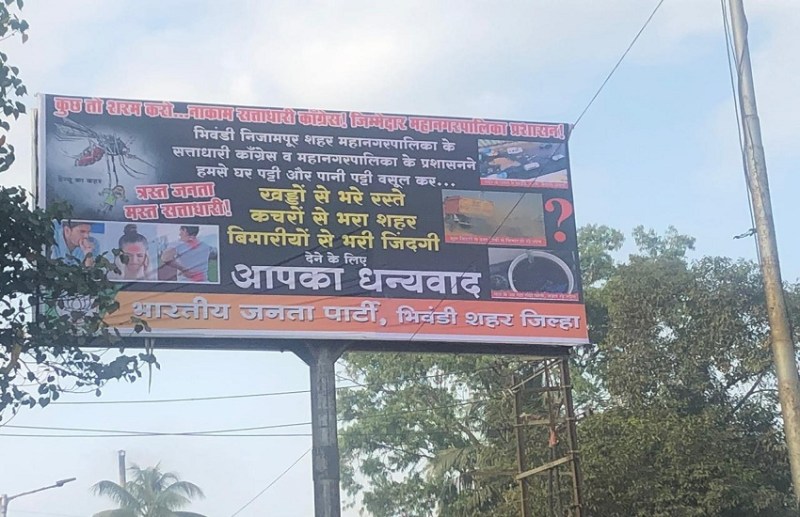 कुछ तो शरम करो...नाकाम सत्ताधारी काँग्रेस! जिम्मेदार महानगरपालिका प्रशासन!
भिवंडी निजामपूर शहर महानगरपालिका के
सत्ताधारी काँग्रेस व महानगरपालिका के प्रशासनने
हमसे घर पट्टी और पानी पट्टी वसूल कर...
डेंग्यू का कहर
त्रस्त जनता
मस्त सत्ताधारी!
खड्डों से भरे रस्ते
कचरों से भरा शहर
बिमारीयों से भरी जिंदगी
?
देने के लिए
आपका धन्यवाद
भारतीय जनता पार्टी, भिवंडी शहर जिल्हा